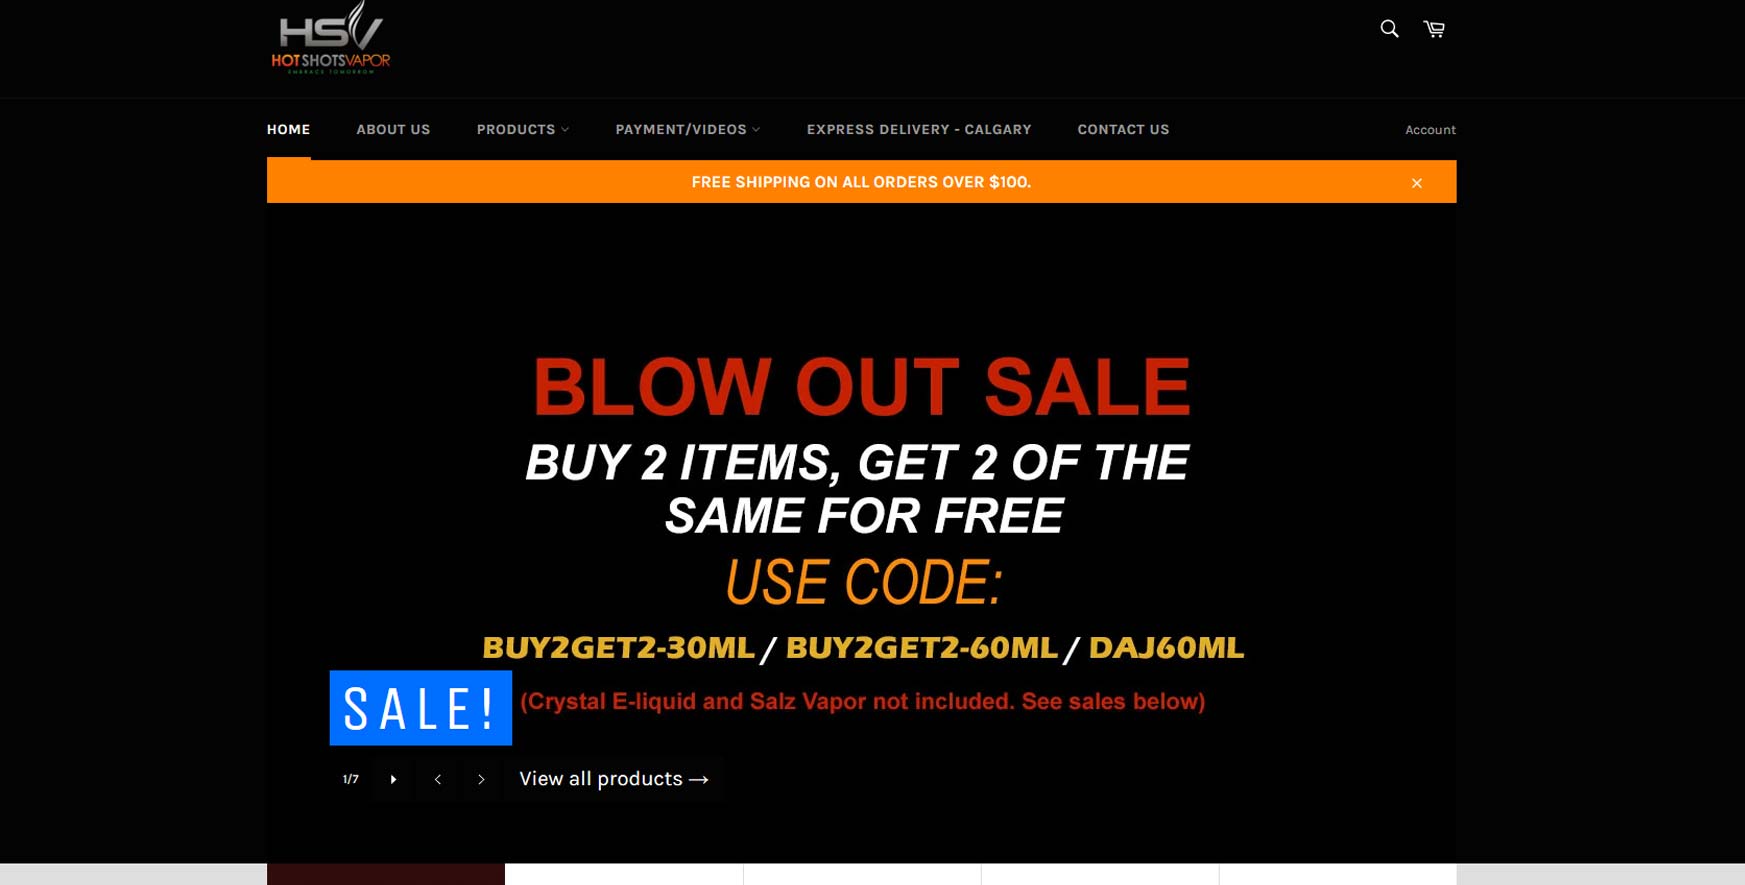 HSV
HOTSHOTSVAPOR
EMBRACE TOMORROW
HOME ABOUT US PRODUCTS PAYMENT/VIDEOS EXPRESS DELIVERY - CALGARY CONTACT US Account
FREE SHIPPING ON ALL ORDERS OVER $100.
BLOW OUT SALE
BUY 2 ITEMS, GET 2 OF THE
SAME FOR FREE
USE CODE:
BUY2GET2-30ML / BUY2GET2-60ML / DAJ60ML
SALE! (Crystal E-liquid and Salz Vapor not included. See sales below)
1/7 View all products →